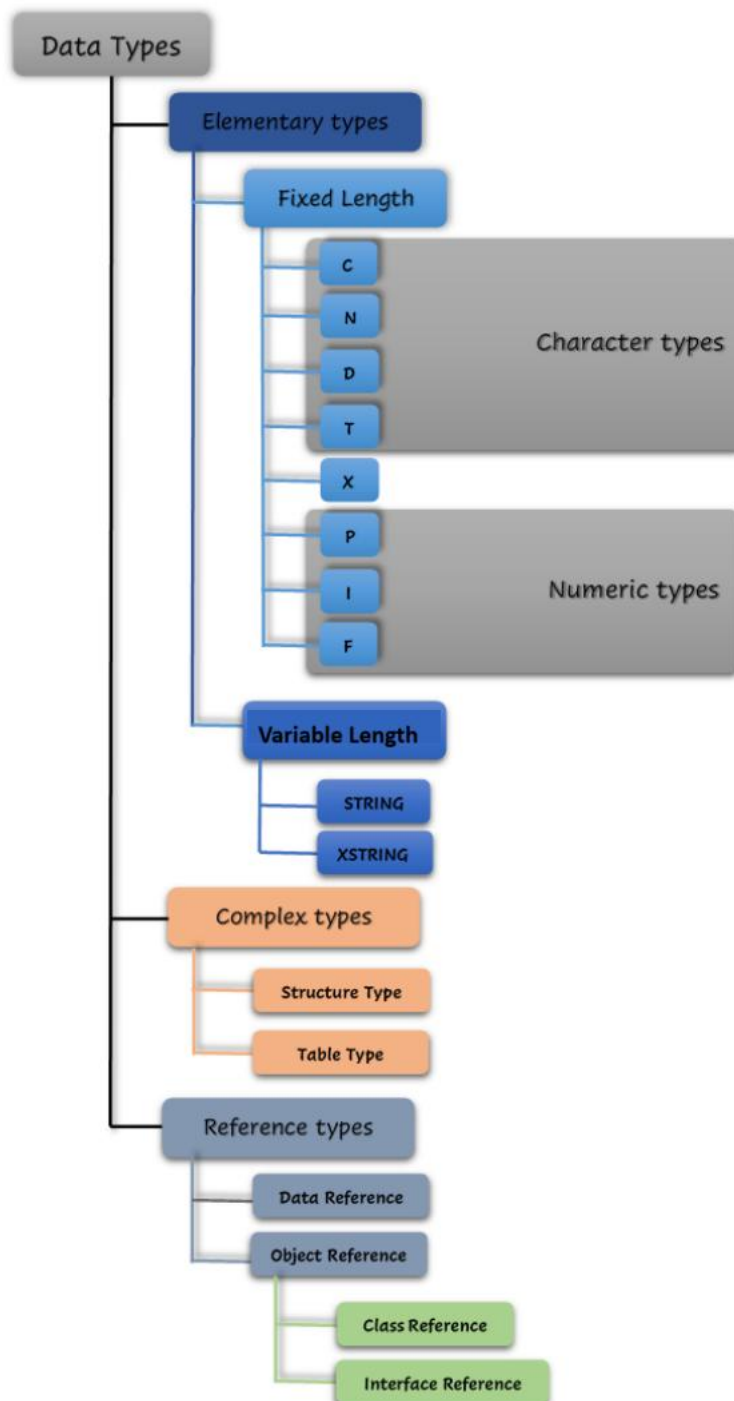 Data Types
Elementary types
Fixed Length
C
N
Character types
D
T
X
P
I
Numeric types
F
Variable Length
STRING
XSTRING
Complex types
Structure Type
Table Type
Reference types
Data Reference
Object Reference
Class Reference
Interface Reference